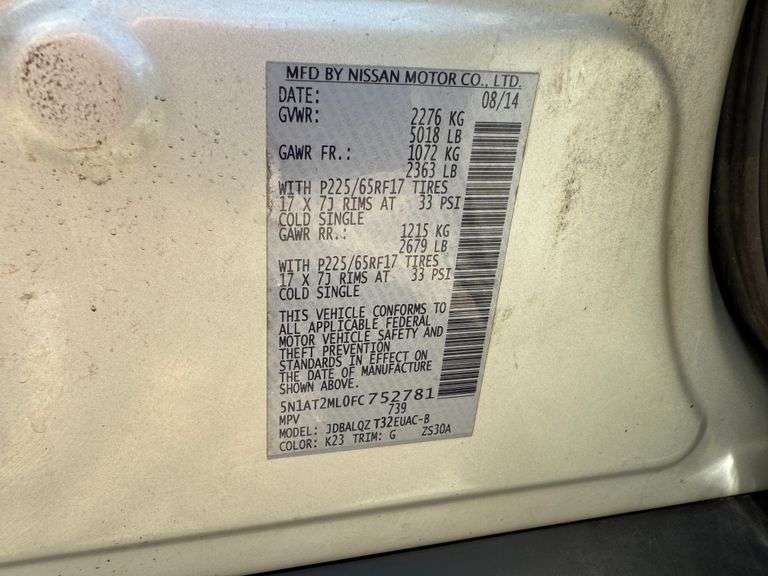 MFD BY NISSAN MOTOR CO., LTD.
DATE: 08/14
GVWR: 2276 KG
5018 LB
GAWR FR.: 1072 KG
2363 LB
WITH P225/65RF17 TIRES
17 X 7J RIMS AT 33 PSI
COLD SINGLE
GAWR RR.: 1215 KG
2679 LB
WITH P225/65RF17 TIRES
17 X 7J RIMS AT 33 PSI
COLD SINGLE
THIS VEHICLE CONFORMS TO
ALL APPLICABLE FEDERAL
MOTOR VEHICLE SAFETY AND
THEFT PREVENTION
STANDARDS IN EFFECT ON
THE DATE OF MANUFACTURE
SHOWN ABOVE.
5N1AT2ML0FC752781
MPV 739
MODEL: JDBALQZ T32EUAC-B
COLOR: K23 TRIM: G ZS30A